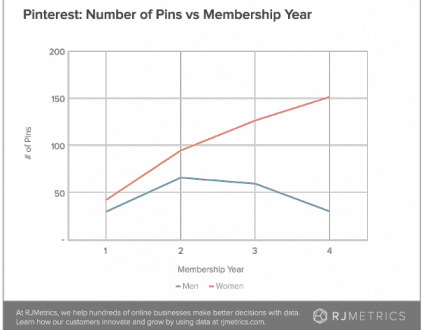 Pinterest: Number of Pins vs Membership Year
200
150
100
50
-
# of Pins
1 2 3 4
Membership Year
Men Women
At RJMetrics, we help hundreds of online businesses make better decisions with data.
Learn how our customers innovate and grow by using data at rjmetrics.com.
RJMETRICS